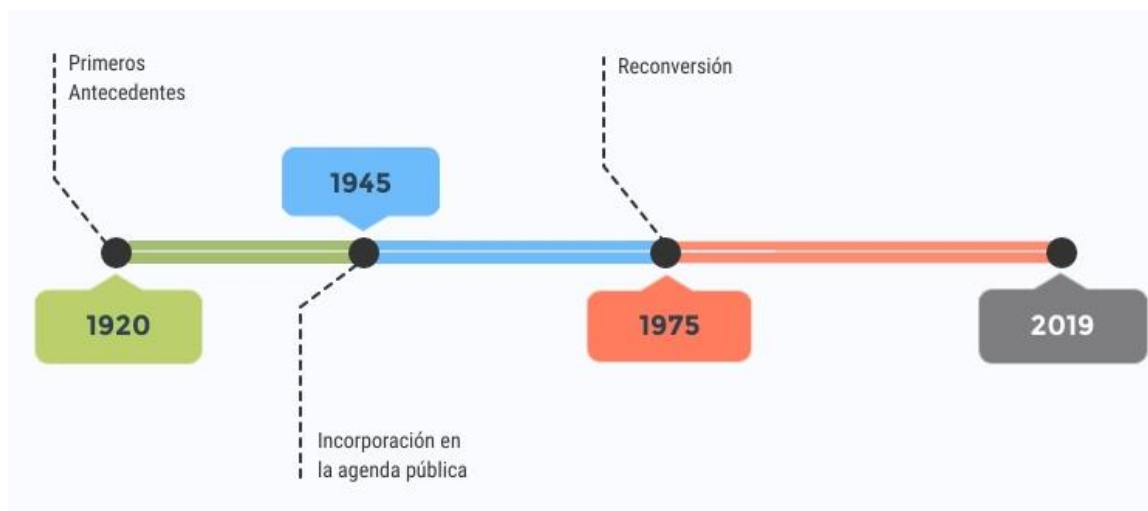 Primeros
Antecedentes
Reconversión
1945
1920
1975
2019
Incorporación en
la agenda pública